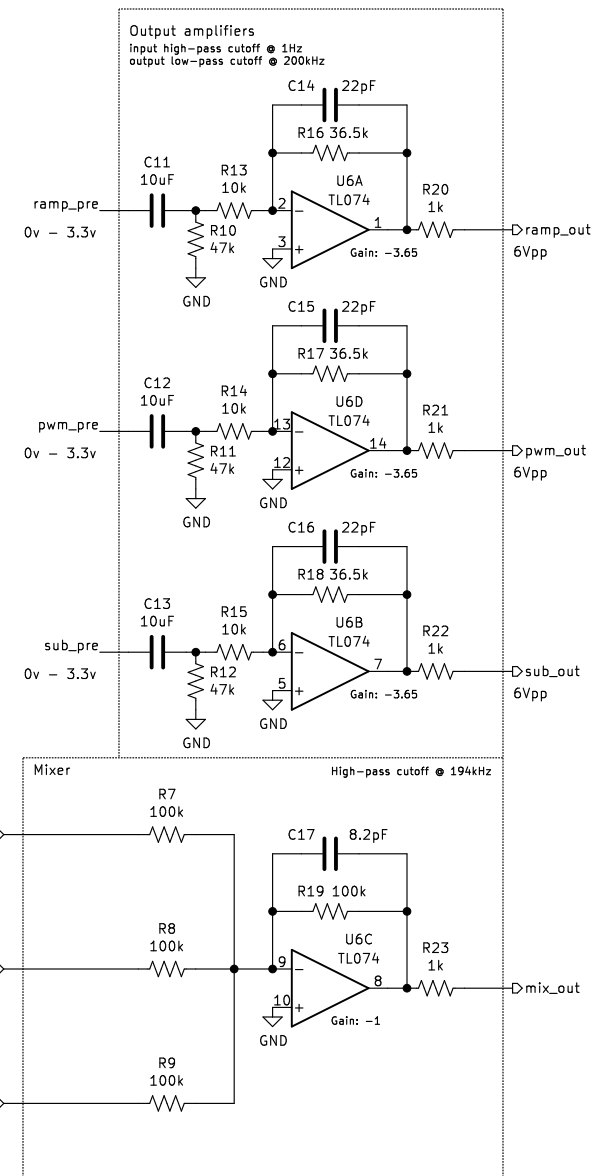 Output amplifiers
input high-pass cutoff @ 1Hz
output low-pass cutoff @ 200kHz
C14 22pF
R16 36.5k
C11
10uF
R13
10k
U6A
TL074
R20
1k
ramp_pre
0v - 3.3v
R10
47k
2
3
1
Gain: -3.65
ramp_out
6Vpp
GND
GND
C15 22pF
R17 36.5k
C12
10uF
R14
10k
U6D
TL074
R21
1k
pwm_pre
0v - 3.3v
R11
47k
13
12
14
Gain: -3.65
pwm_out
6Vpp
GND
GND
C16 22pF
R18 36.5k
C13
10uF
R15
10k
U6B
TL074
R22
1k
sub_pre
0v - 3.3v
R12
47k
6
5
7
Gain: -3.65
sub_out
6Vpp
GND
GND
Mixer
High-pass cutoff @ 194kHz
R7
100k
C17 8.2pF
R19 100k
R8
100k
U6C
TL074
R23
1k
9
10
8
Gain: -1
mix_out
GND
R9
100k